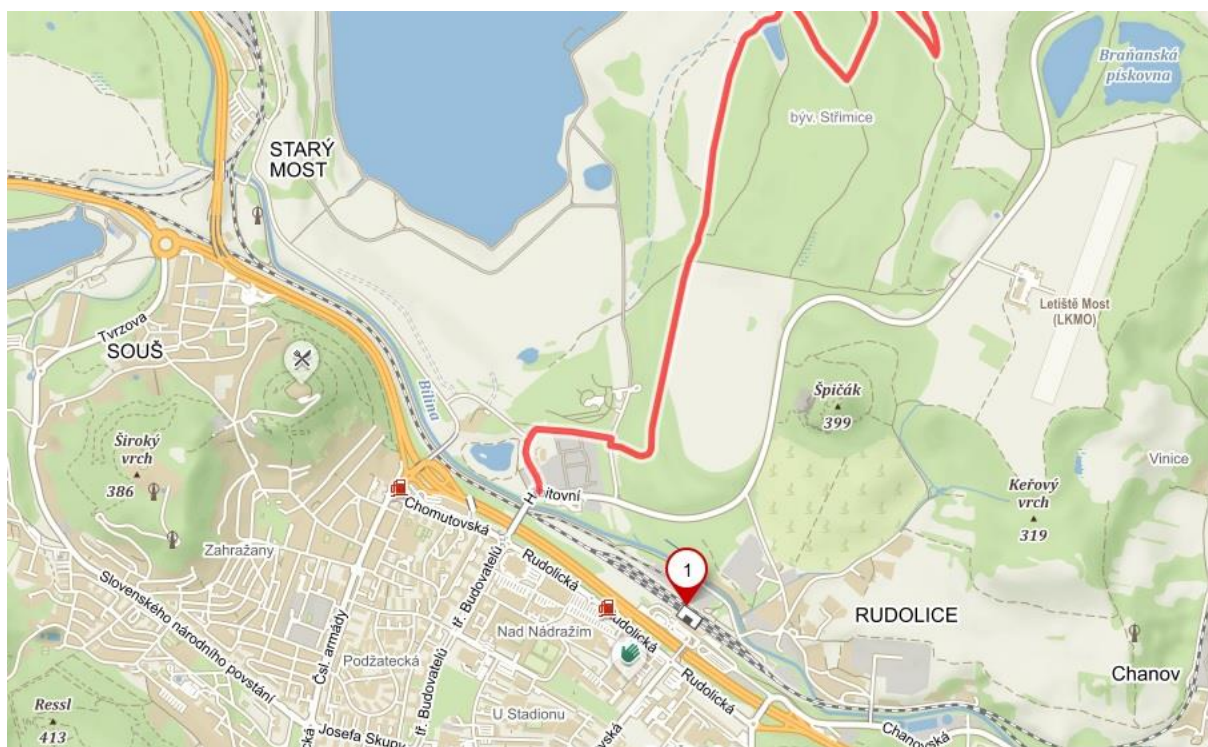 Braňanská
pískovna
býv. Střimice
STARÝ
MOST
Letiště Most
(LKMO)
Tvrzova
SOUŠ
Bílina
Špičák
399
Široký
vrch
386
Vinice
Keřový
vrch
319
Chomutovská
Zahražany
Rudolická
tř. Budovatelů
1
RUDOLICE
Slovenského národního povstání
Čsl. armády
Nad Nádražím
Rudolická
Podžatecká
Chanov
Rudolická
tř. Budovatelů
U Stadionu
Ressl
413
Josefa Skupy
Chanovská